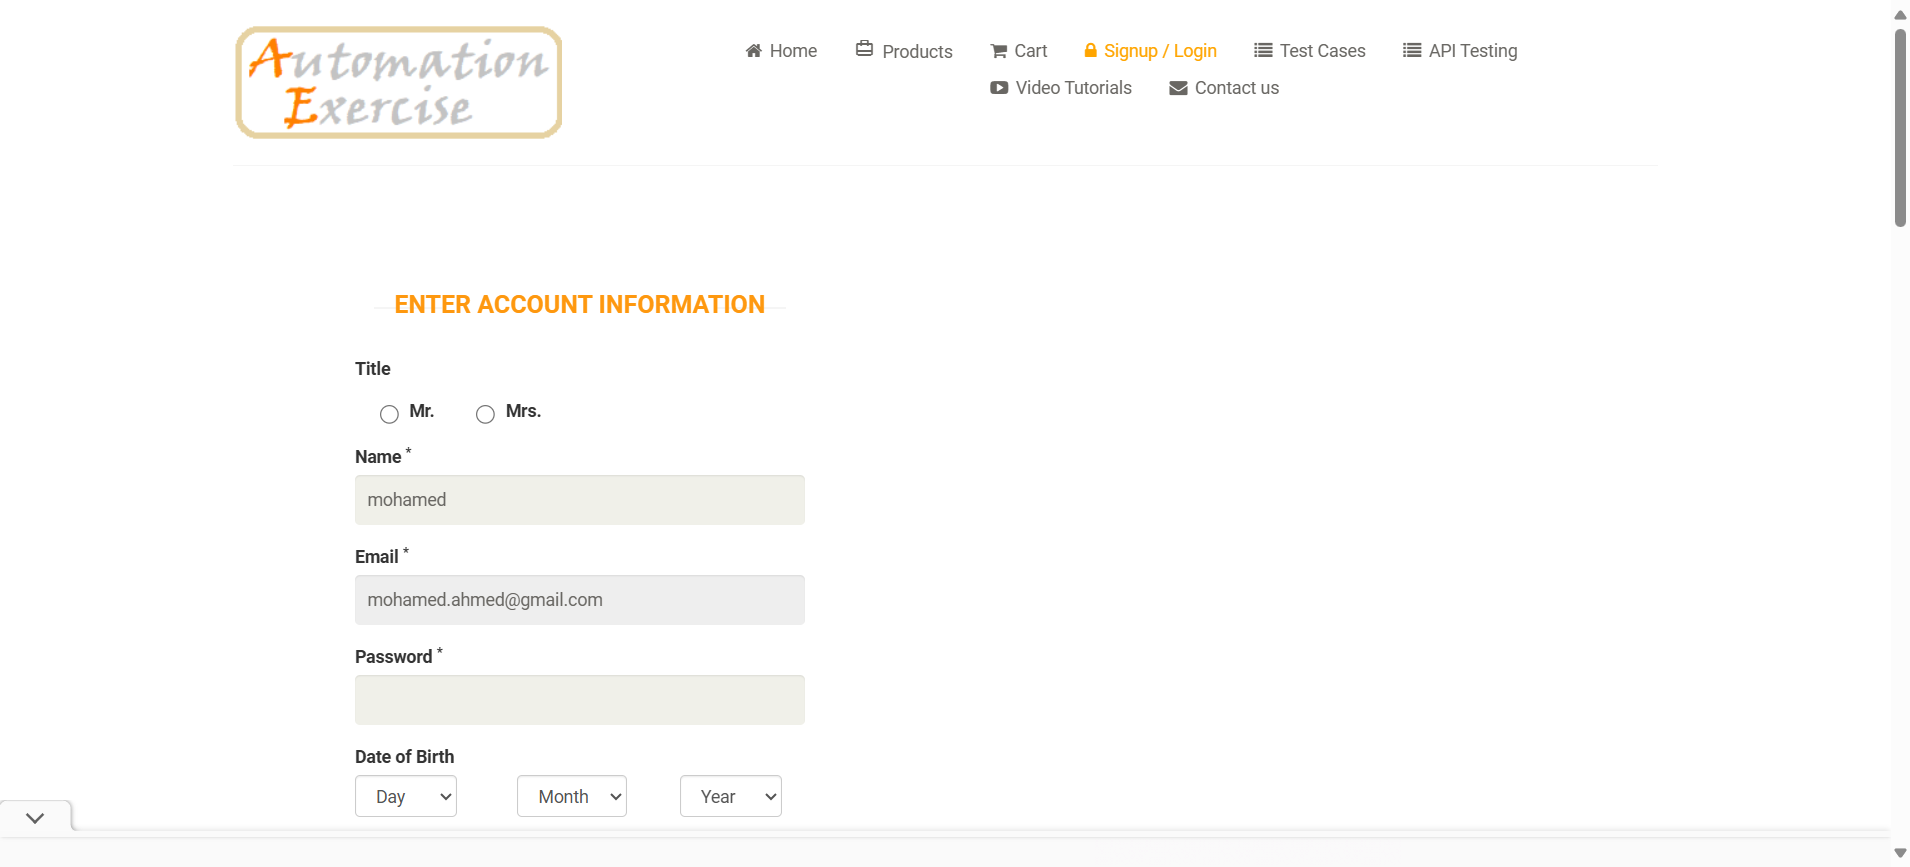 Automation
Exercise
Home
Products
Cart
Signup / Login
Test Cases
API Testing
Video Tutorials
Contact us
ENTER ACCOUNT INFORMATION
Title
Mr.
Mrs.
Name *
mohamed
Email *
mohamed.ahmed@gmail.com
Password *
Date of Birth
Day
Month
Year